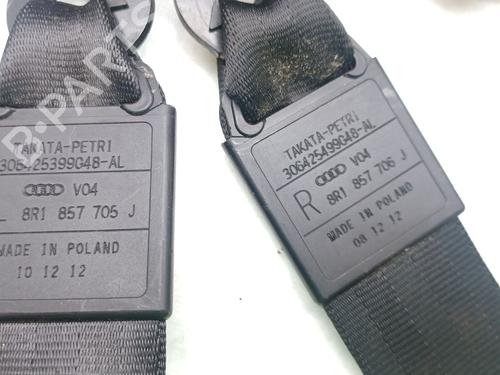 TAKATA-PETRI
306425399G48-AL
V04
L 8R1 857 705 J
MADE IN POLAND
10 12 12
TAKATA-PETRI
306425499G48-AL
V04
R 8R1 857 706 J
MADE IN POLAND
08 12 12
B-PARTS